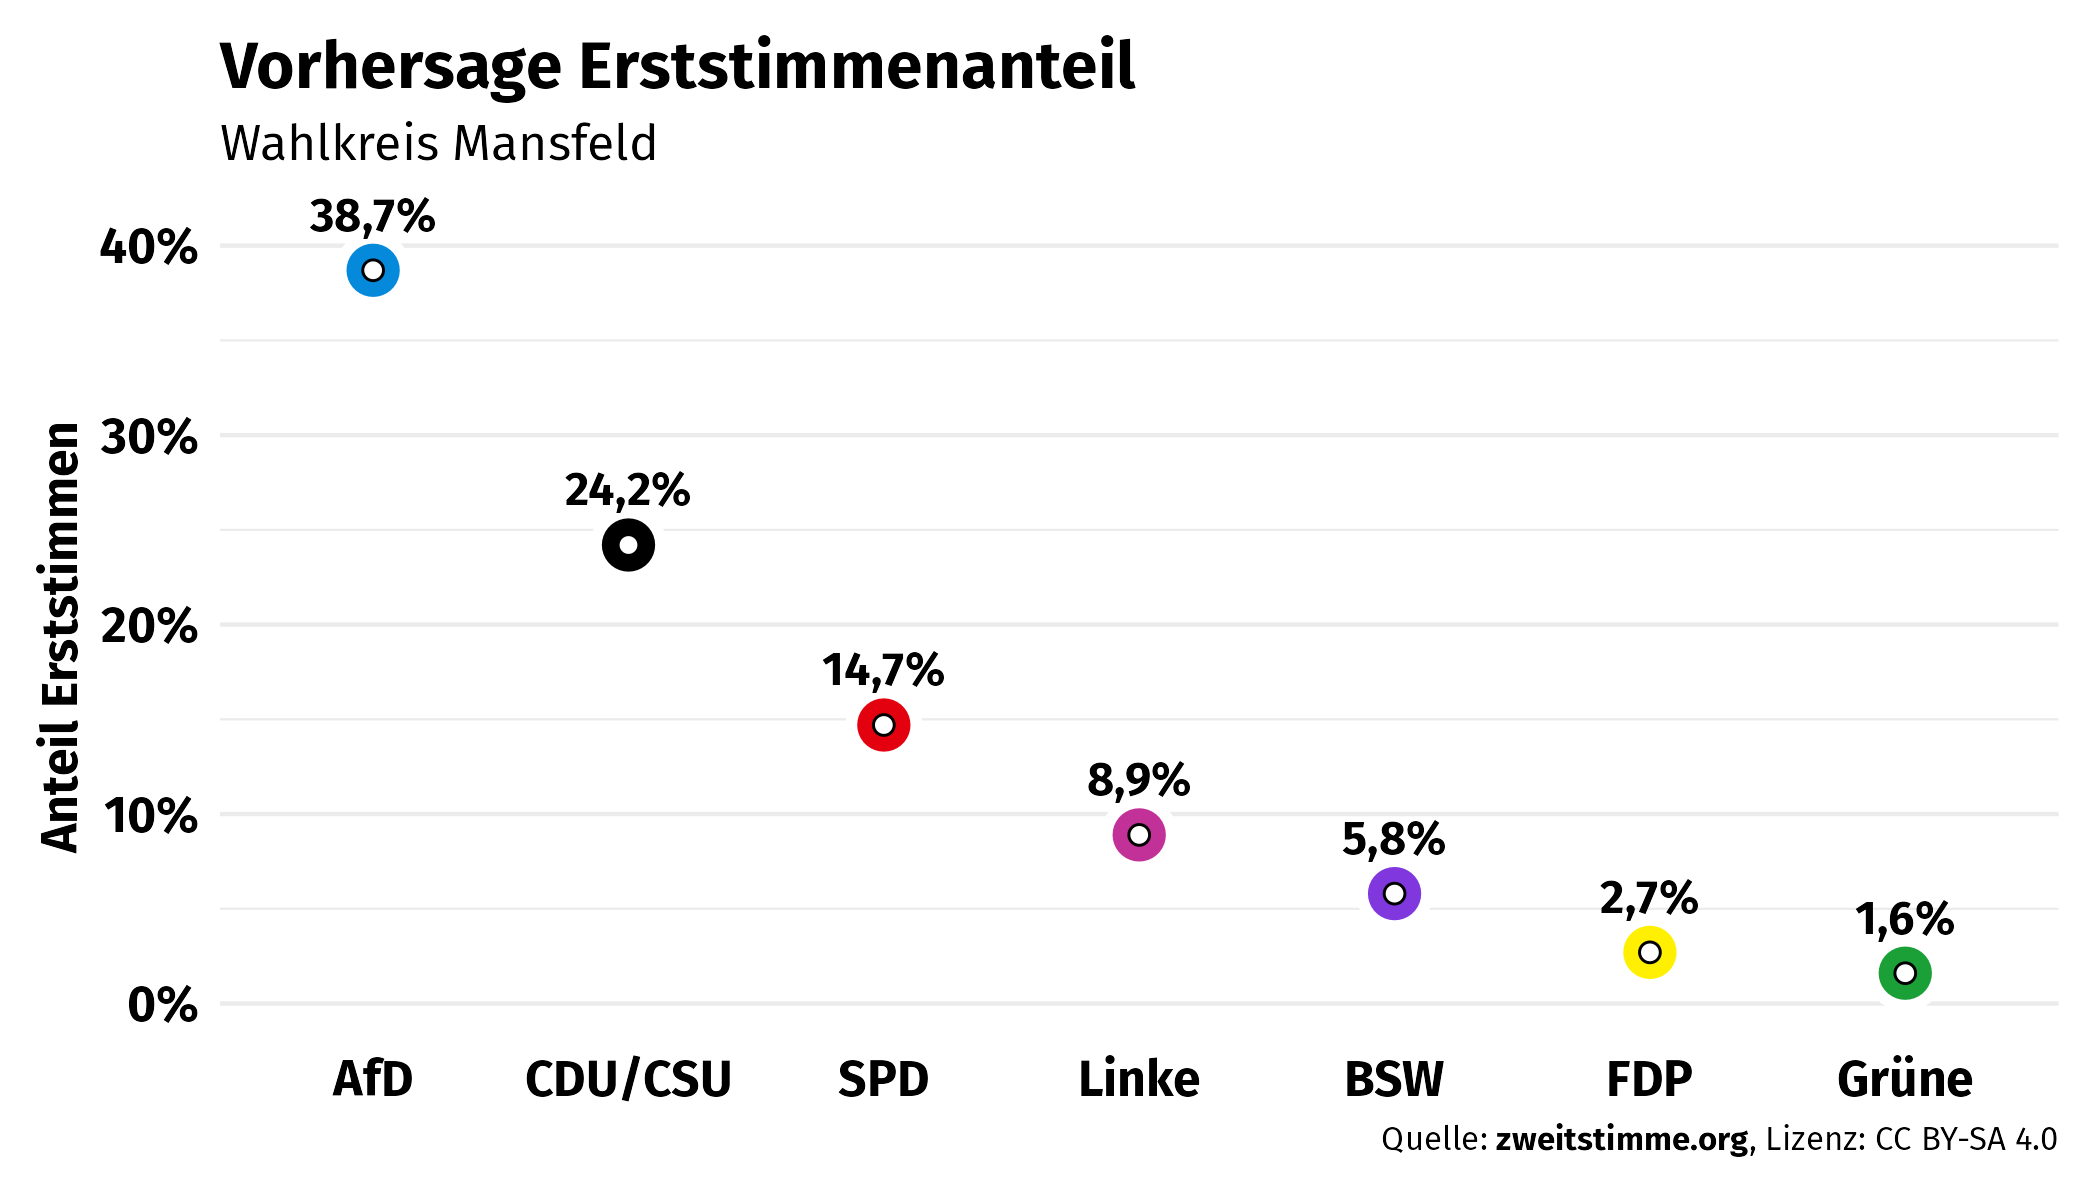 Vorhersage Erststimmenanteil
Wahlkreis Mansfeld
Anteil Erststimmen
40%
30%
20%
10%
0%
38,7%
24,2%
14,7%
8,9%
5,8%
2,7%
1,6%
AfD CDU/CSU SPD Linke BSW FDP Grüne
Quelle: zweitstimme.org, Lizenz: CC BY-SA 4.0